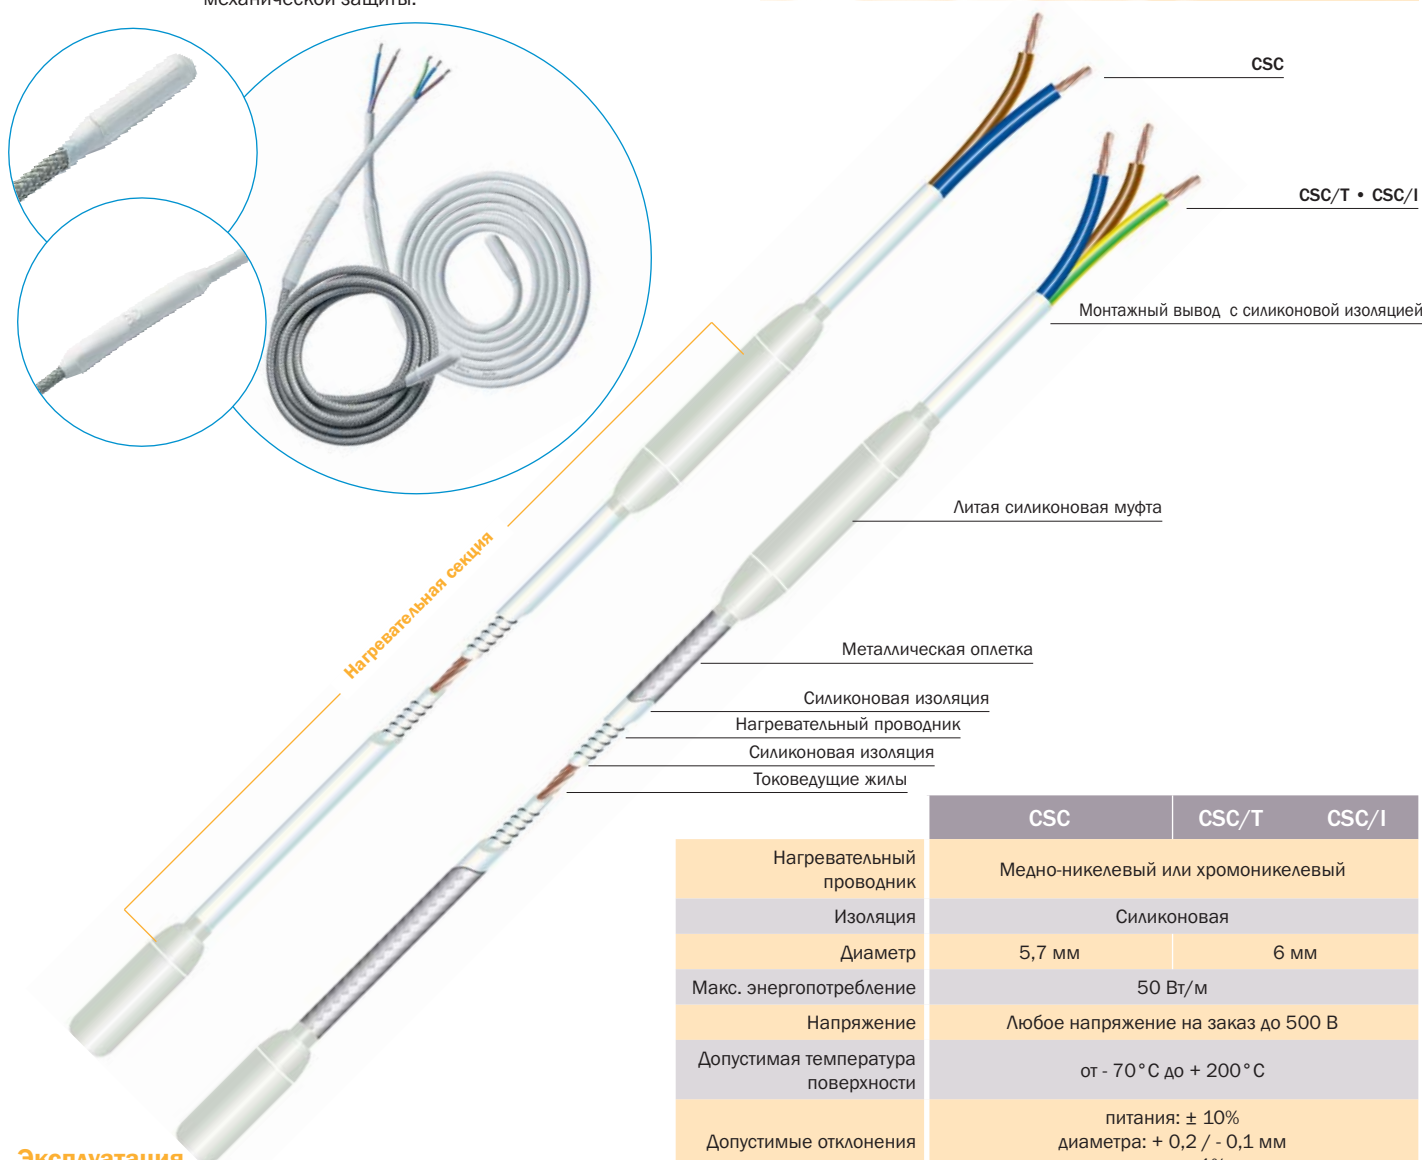 механической защиты.
CSC
CSC/T • CSC/I
Монтажный вывод с силиконовой изоляцией
Литая силиконовая муфта
Нагревательная секция
Металлическая оплетка
Силиконовая изоляция
Нагревательный проводник
Силиконовая изоляция
Токоведущие жилы
CSC CSC/T CSC/I
Нагревательный
проводник
Медно-никелевый или хромоникелевый
Изоляция Силиконовая
Диаметр 5,7 мм 6 мм
Макс. энергопотребление 50 Вт/м
Напряжение Любое напряжение на заказ до 500 В
Допустимая температура
поверхности
от - 70°C до + 200°C
Допустимые отклонения
питания: ± 10%
диаметра: + 0,2 / - 0,1 мм
Эксплуатация